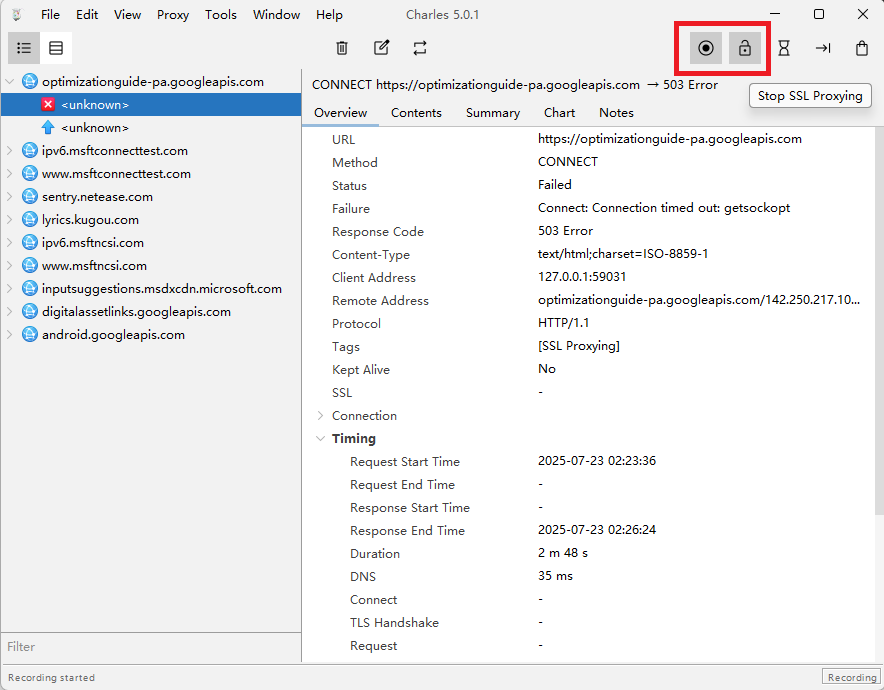 File Edit View Proxy Tools Window Help Charles 5.0.1
optimizationguide-pa.googleapis.com
<unknown>
<unknown>
ipv6.msftconnecttest.com
www.msftconnecttest.com
sentry.netease.com
lyrics.kugou.com
ipv6.msftncsi.com
www.msftncsi.com
inputsuggestions.msdxcdn.microsoft.com
digitalassetlinks.googleapis.com
android.googleapis.com
Filter
CONNECT https://optimizationguide-pa.googleapis.com → 503 Error
Stop SSL Proxying
Overview Contents Summary Chart Notes
URL https://optimizationguide-pa.googleapis.com
Method CONNECT
Status Failed
Failure Connect: Connection timed out: getsockopt
Response Code 503 Error
Content-Type text/html;charset=ISO-8859-1
Client Address 127.0.0.1:59031
Remote Address optimizationguide-pa.googleapis.com/142.250.217.10...
Protocol HTTP/1.1
Tags [SSL Proxying]
Kept Alive No
SSL -
Connection
Timing
Request Start Time 2025-07-23 02:23:36
Request End Time -
Response Start Time -
Response End Time 2025-07-23 02:26:24
Duration 2 m 48 s
DNS 35 ms
Connect -
TLS Handshake -
Request -
Recording started Recording